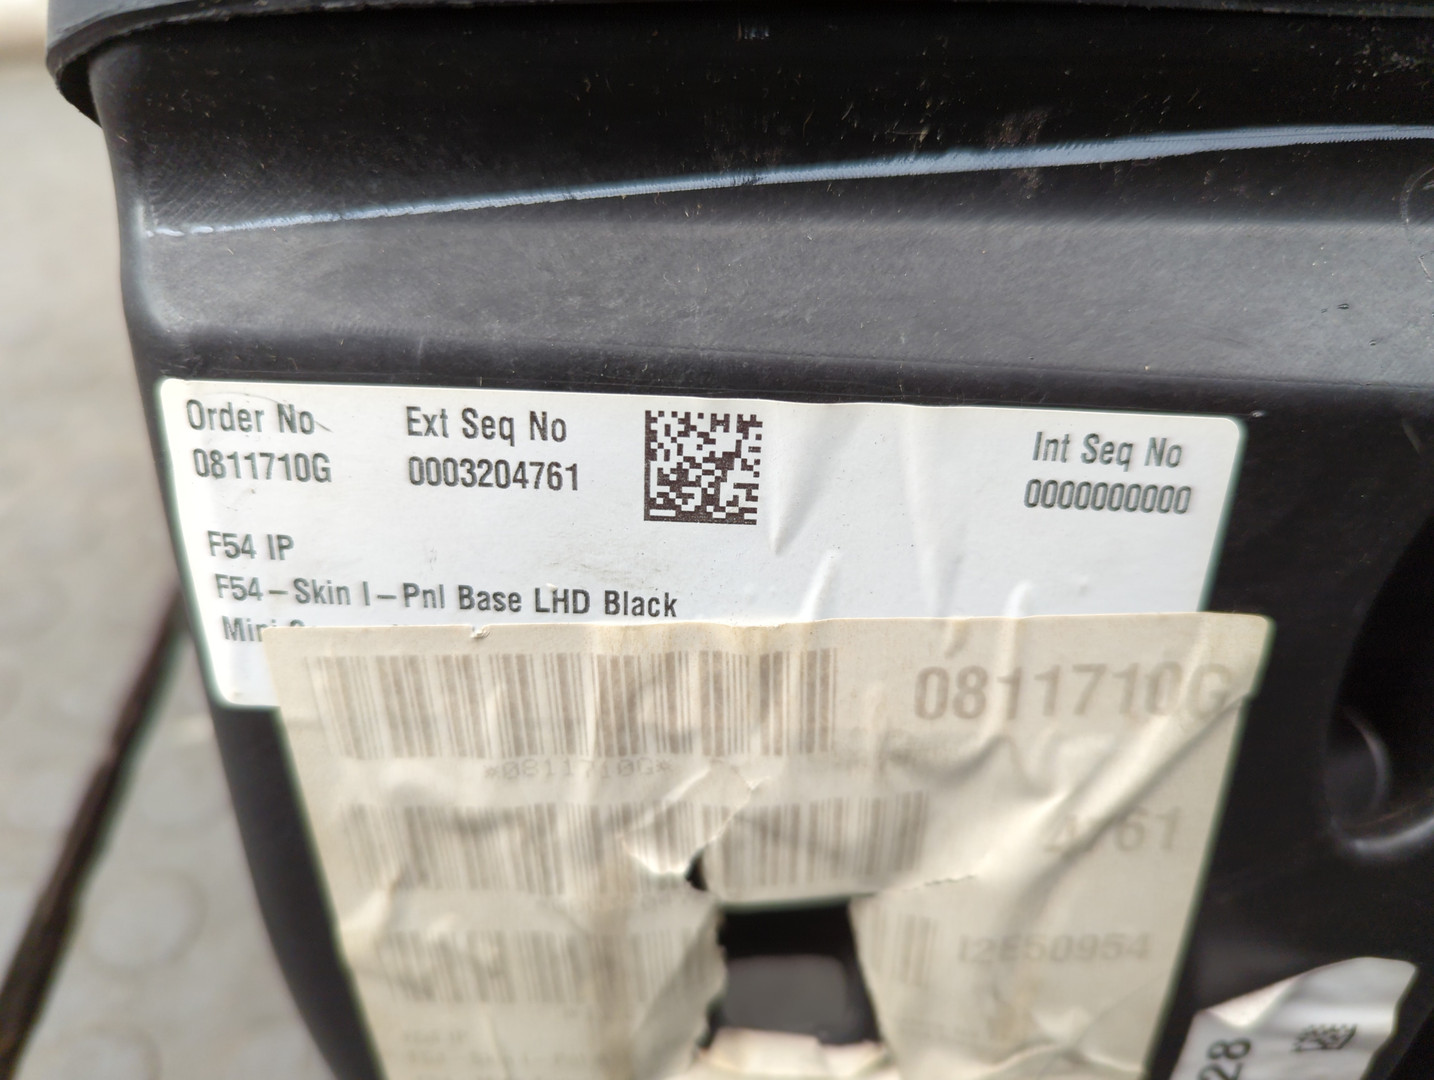 Order No Ext Seq No Int Seq No
0811710G 0003204761 0000000000
F54 IP
F54-Skin I-Pnl Base LHD Black
0811710G
*0811710G*
4761
28